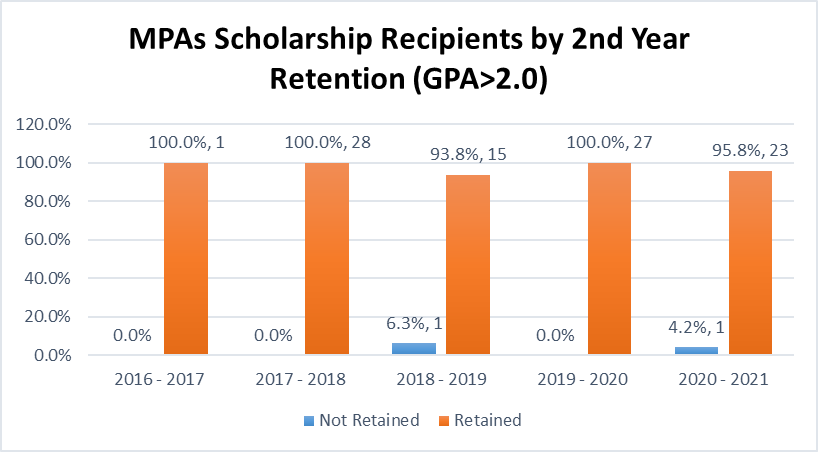 MPAs Scholarship Recipients by 2nd Year
Retention (GPA>2.0)
120.0%
100.0%
80.0%
60.0%
40.0%
20.0%
0.0%
0.0%
100.0%, 1
0.0%
100.0%, 28
6.3%, 1
93.8%, 15
0.0%
100.0%, 27
4.2%, 1
95.8%, 23
2016 - 2017
2017 - 2018
2018 - 2019
2019 - 2020
2020 - 2021
Not Retained
Retained